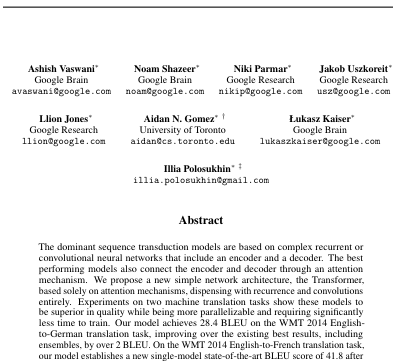 Ashish Vaswani* Noam Shazeer* Niki Parmar* Jakob Uszkoreit*
Google Brain Google Brain Google Research Google Research
avaswani@google.com noam@google.com nikip@google.com usz@google.com
Llion Jones* Aidan N. Gomez* † Łukasz Kaiser*
Google Research University of Toronto Google Brain
llion@google.com aidan@cs.toronto.edu lukaszkaiser@google.com
Illia Polosukhin* ‡
illia.polosukhin@gmail.com
Abstract
The dominant sequence transduction models are based on complex recurrent or
convolutional neural networks that include an encoder and a decoder. The best
performing models also connect the encoder and decoder through an attention
mechanism. We propose a new simple network architecture, the Transformer,
based solely on attention mechanisms, dispensing with recurrence and convolutions
entirely. Experiments on two machine translation tasks show these models to
be superior in quality while being more parallelizable and requiring significantly
less time to train. Our model achieves 28.4 BLEU on the WMT 2014 English-
to-German translation task, improving over the existing best results, including
ensembles, by over 2 BLEU. On the WMT 2014 English-to-French translation task,
our model establishes a new single-model state-of-the-art BLEU score of 41.8 after